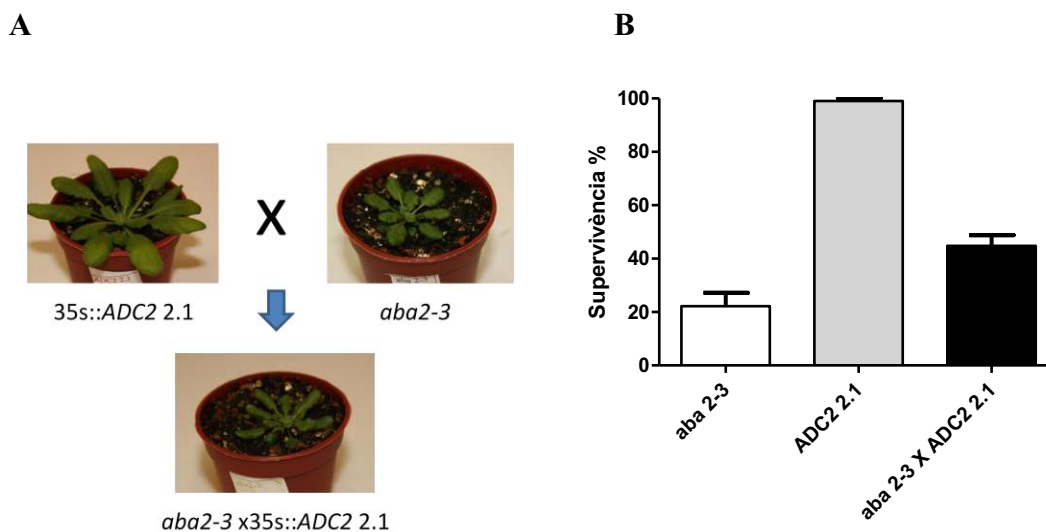 A
B
X
35s::ADC2 2.1
aba2-3
aba2-3 x35s::ADC2 2.1
Supervivència %
100
80
60
40
20
0
aba 2-3
ADC2 2.1
aba 2-3 X ADC2 2.1